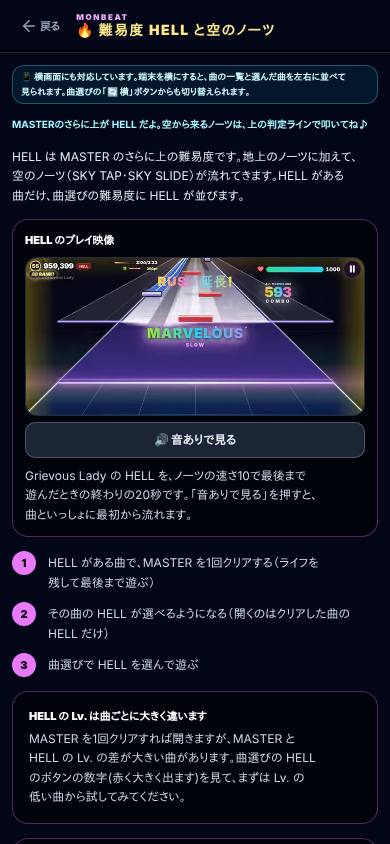 戻る
MONBEAT
🔥 難易度 HELL と空のノーツ
📱 横画面にも対応しています。端末を横にすると、曲の一覧と選んだ曲を左右に並べて
見られます。曲選びの「🔄 横」ボタンからも切り替えられます。
MASTERのさらに上が HELL だよ。空から来るノーツは、上の判定ラインで叩いてね♪
HELL は MASTER のさらに上の難易度です。地上のノーツに加えて、
空のノーツ（SKY TAP・SKY SLIDE）が流れてきます。HELL がある
曲だけ、曲選びの難易度に HELL が並びます。
HELL のプレイ映像
SS 959,399 HELL
1000
593
COMBO
MARVELOUS
SLOW
🔊 音ありで見る
Grievous Lady の HELL を、ノーツの速さ10で最後まで
遊んだときの終わりの20秒です。「音ありで見る」を押すと、
曲といっしょに最初から流れます。
1 HELL がある曲で、MASTER を1回クリアする（ライフを
残して最後まで遊ぶ）
2 その曲の HELL が選べるようになる（開くのはクリアした曲の
HELL だけ）
3 曲選びで HELL を選んで遊ぶ
HELL の Lv. は曲ごとに大きく違います
MASTER を1回クリアすれば開きますが、MASTER と
HELL の Lv. の差が大きい曲があります。曲選びの HELL
のボタンの数字（赤く大きく出ます）を見て、まずは Lv. の
低い曲から試してみてください。